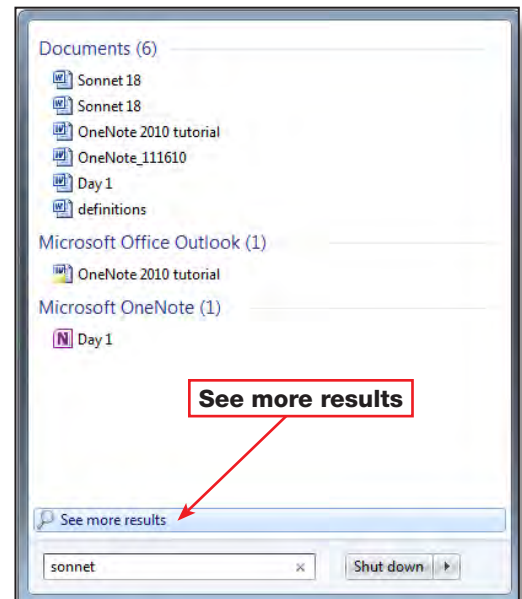 Documents (6)
Sonnet 18
Sonnet 18
OneNote 2010 tutorial
OneNote_111610
Day 1
definitions
Microsoft Office Outlook (1)
OneNote 2010 tutorial
Microsoft OneNote (1)
Day 1
See more results
See more results
sonnet
Shut down